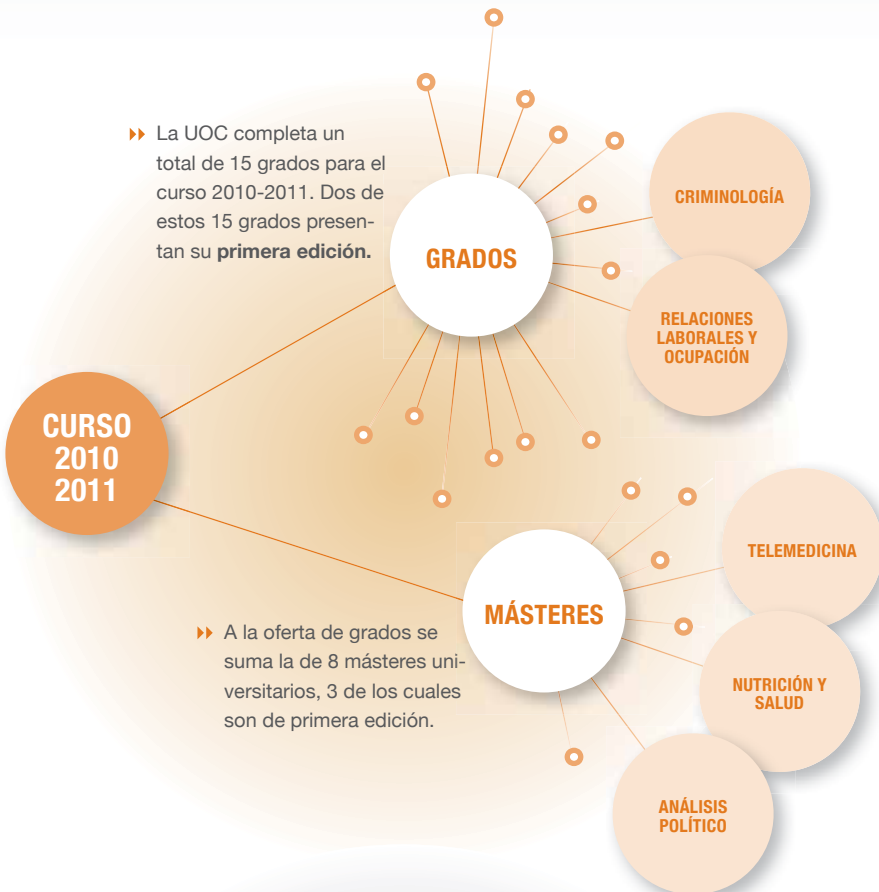 La UOC completa un
total de 15 grados para el
curso 2010-2011. Dos de
estos 15 grados presen-
tan su primera edición.
GRADOS
CRIMINOLOGÍA
RELACIONES
LABORALES Y
OCUPACIÓN
CURSO
2010
2011
MÁSTERES
TELEMEDICINA
NUTRICIÓN Y
SALUD
ANÁLISIS
POLÍTICO
A la oferta de grados se
suma la de 8 másteres uni-
versitarios, 3 de los cuales
son de primera edición.